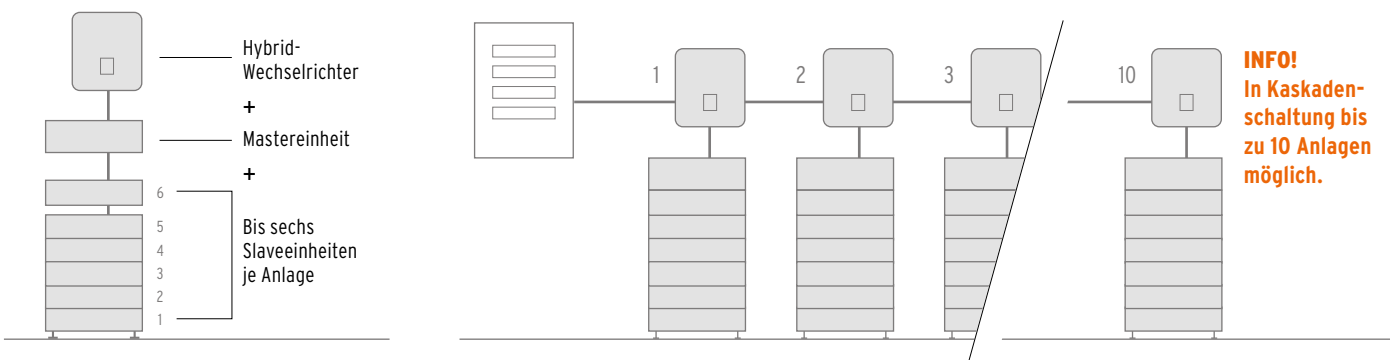 Hybrid-
Wechselrichter
+
Mastereinheit
+
6
5
4
3
2
1
Bis sechs
Slaveeinheiten
je Anlage
1
2
3
10
INFO!
In Kaskaden-
schaltung bis
zu 10 Anlagen
möglich.